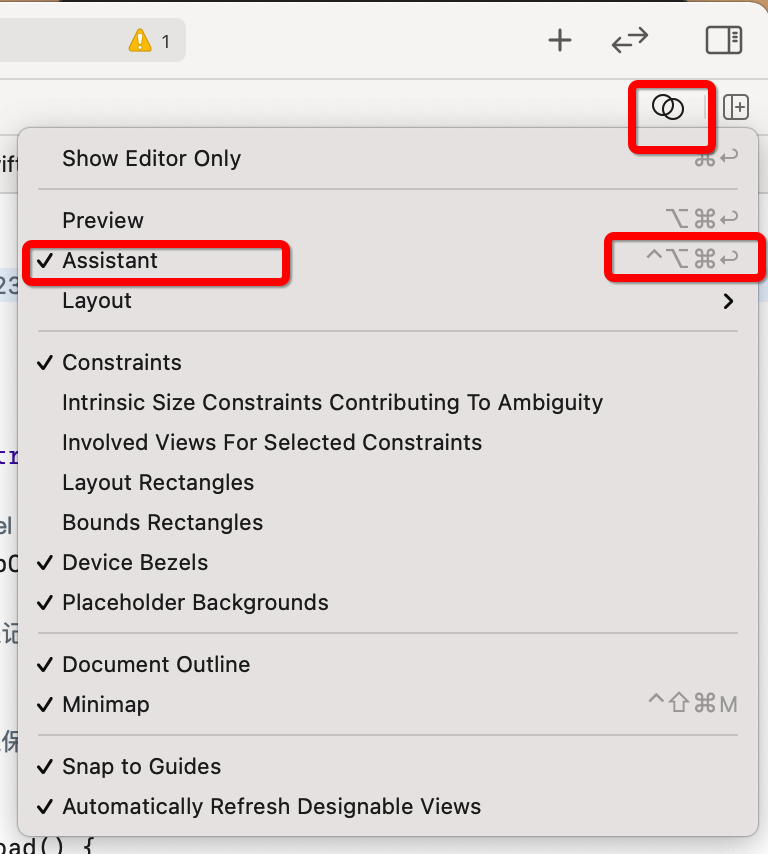 1
Show Editor Only ⌘↩
Preview ⌥⌘↩
✓ Assistant ^⌥⌘↩
Layout >
✓ Constraints
Intrinsic Size Constraints Contributing To Ambiguity
Involved Views For Selected Constraints
Layout Rectangles
Bounds Rectangles
✓ Device Bezels
✓ Placeholder Backgrounds
✓ Document Outline
✓ Minimap ^⇧⌘M
✓ Snap to Guides
✓ Automatically Refresh Designable Views
oad() {